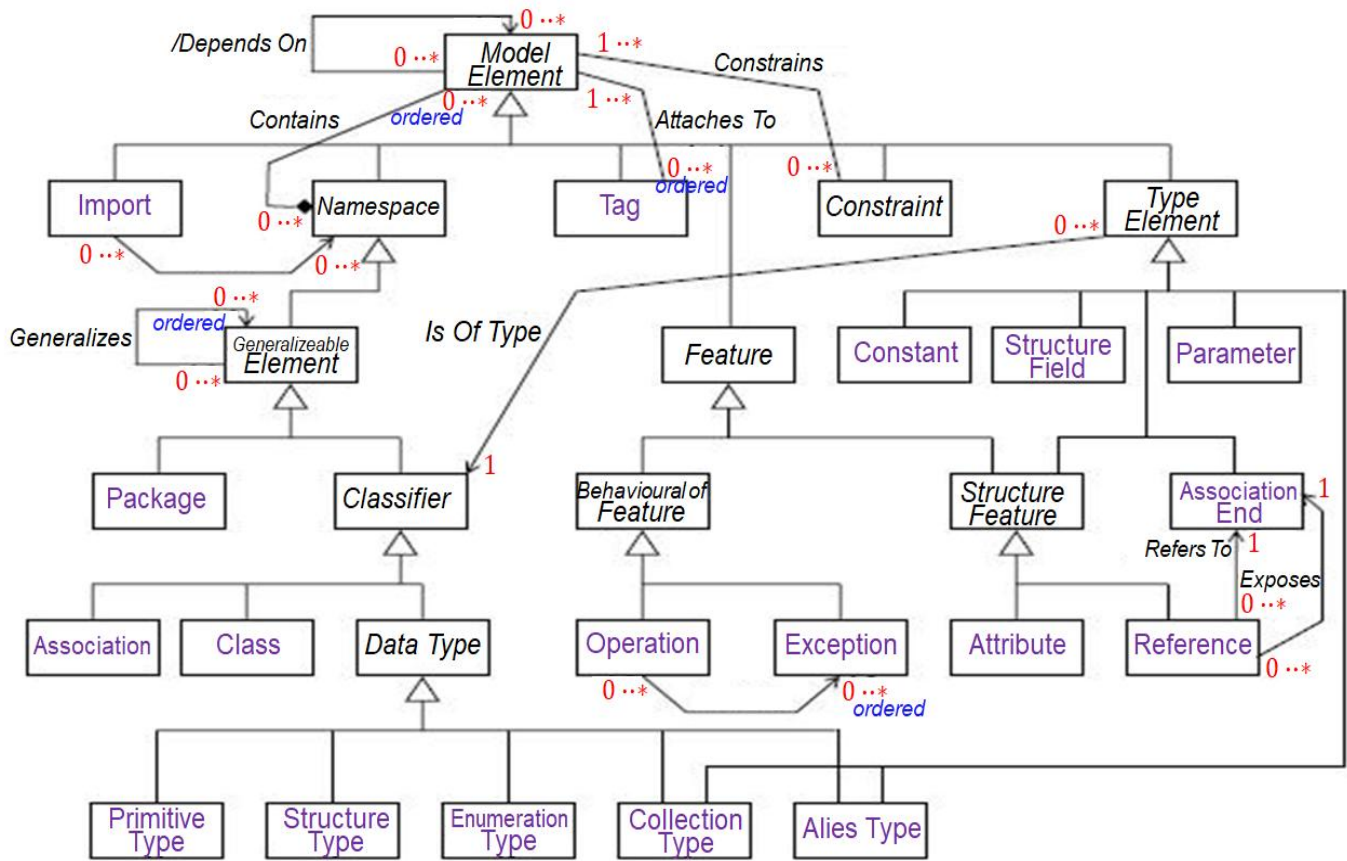 0 ··*
/Depends On
0 ··*
Model
Element
1 ··*
Constrains
0 ··*
ordered
1 ··*
Contains
Attaches To
0 ··*
ordered
0 ··*
Import
Namespace
Tag
Constraint
Type
Element
0 ··*
0 ··*
0 ··*
0 ··*
0 ··*
ordered
Generalizes
Generalizeable
Element
0 ··*
Is Of Type
Feature
Constant
Structure
Field
Parameter
1
Package
Classifier
Behavioural of
Feature
Structure
Feature
Association
End
1
Refers To
1
Exposes
0 ··*
Association
Class
Data Type
Operation
Exception
Attribute
Reference
0 ··*
0 ··*
0 ··*
ordered
Primitive
Type
Structure
Type
Enumeration
Type
Collection
Type
Alies Type